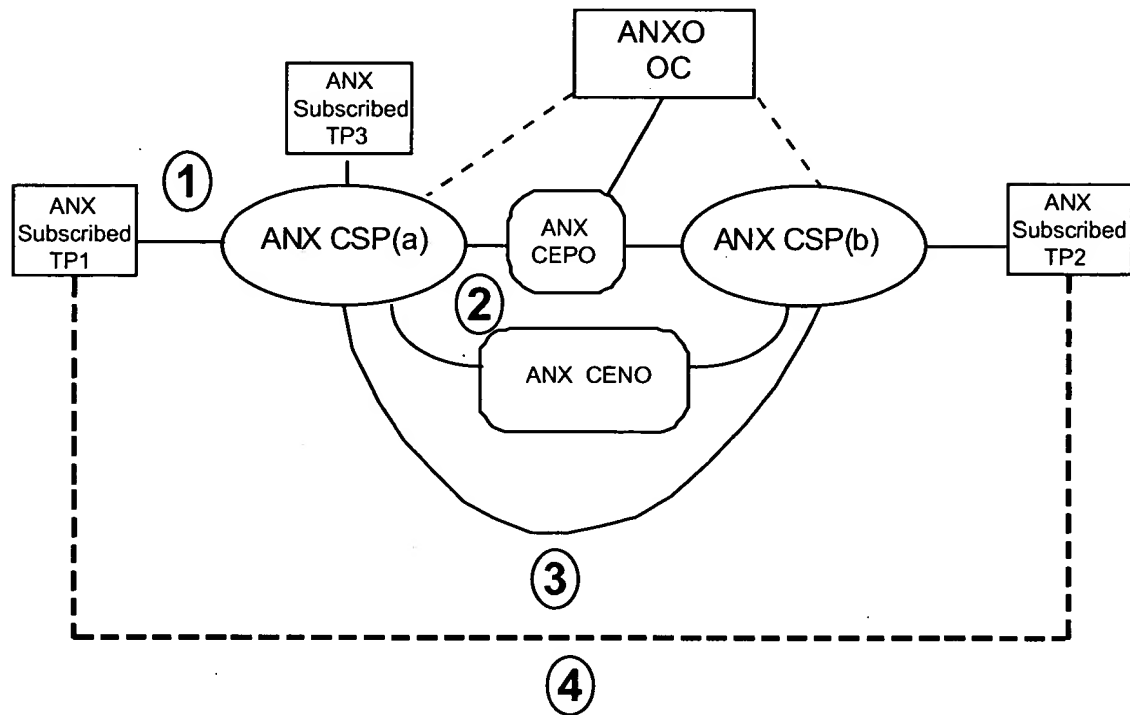 ANXO
OC
ANX
Subscribed
TP3
1
ANX
Subscribed
TP1
ANX CSP(a)
ANX
CEPO
ANX CSP(b)
ANX
Subscribed
TP2
2
ANX CENO
3
4